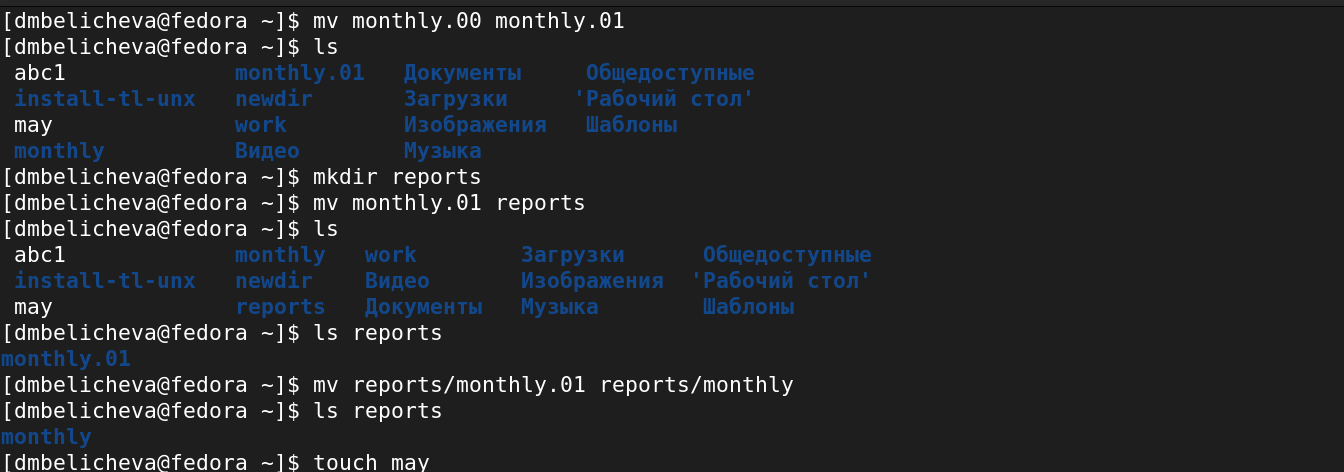 [dmbelicheva@fedora ~]$ mv monthly.00 monthly.01
[dmbelicheva@fedora ~]$ ls
 abc1             monthly.01   Документы     Общедоступные
 install-tl-unx   newdir       Загрузки     'Рабочий стол'
 may              work         Изображения   Шаблоны
 monthly          Видео        Музыка
[dmbelicheva@fedora ~]$ mkdir reports
[dmbelicheva@fedora ~]$ mv monthly.01 reports
[dmbelicheva@fedora ~]$ ls
 abc1             monthly   work        Загрузки      Общедоступные
 install-tl-unx   newdir    Видео       Изображения  'Рабочий стол'
 may              reports   Документы   Музыка        Шаблоны
[dmbelicheva@fedora ~]$ ls reports
monthly.01
[dmbelicheva@fedora ~]$ mv reports/monthly.01 reports/monthly
[dmbelicheva@fedora ~]$ ls reports
monthly
[dmbelicheva@fedora ~]$ touch may